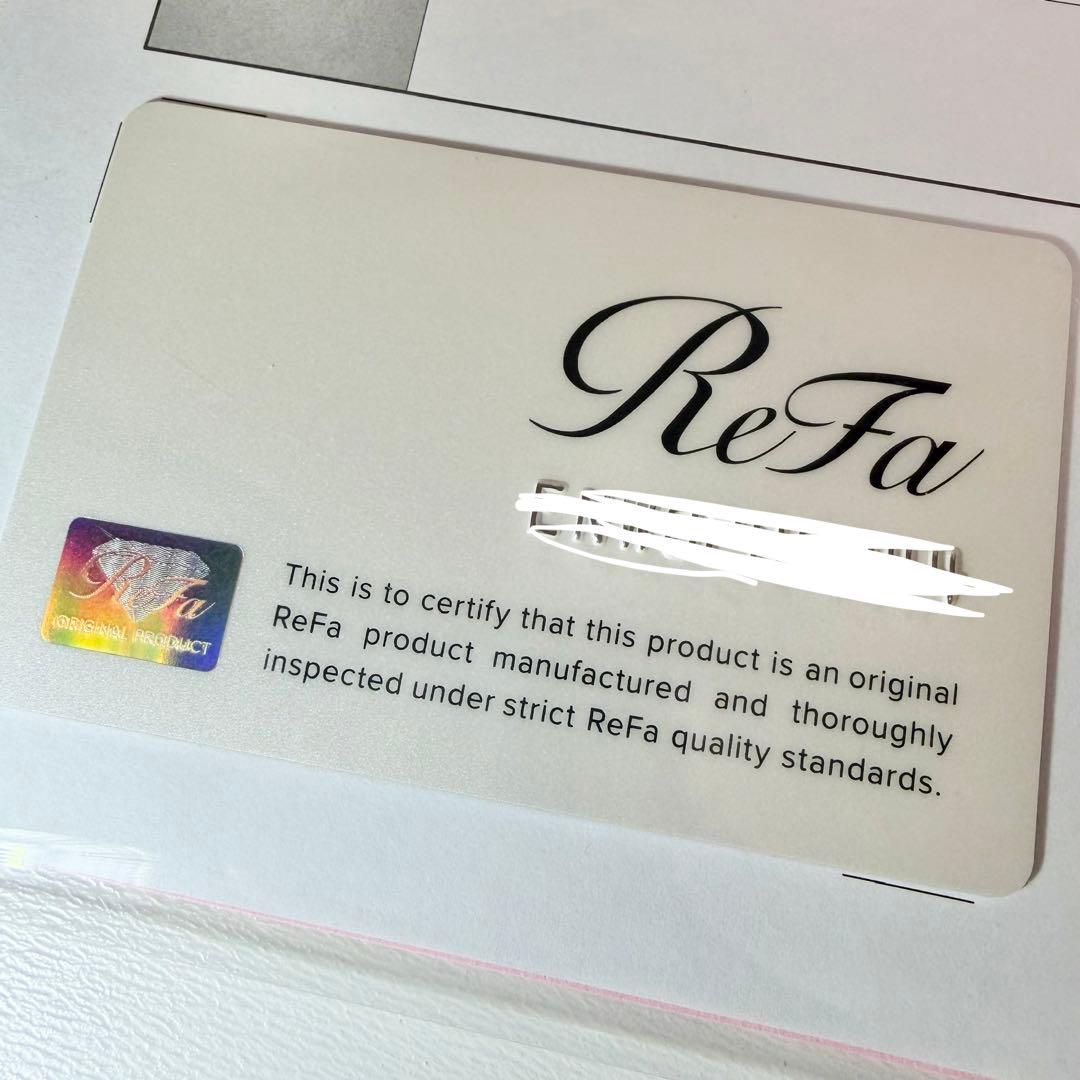 ReFa
This is to certify that this product is an original
ReFa product manufactured and thoroughly
inspected under strict ReFa quality standards.
ReFa
ORIGINAL PRODUCT